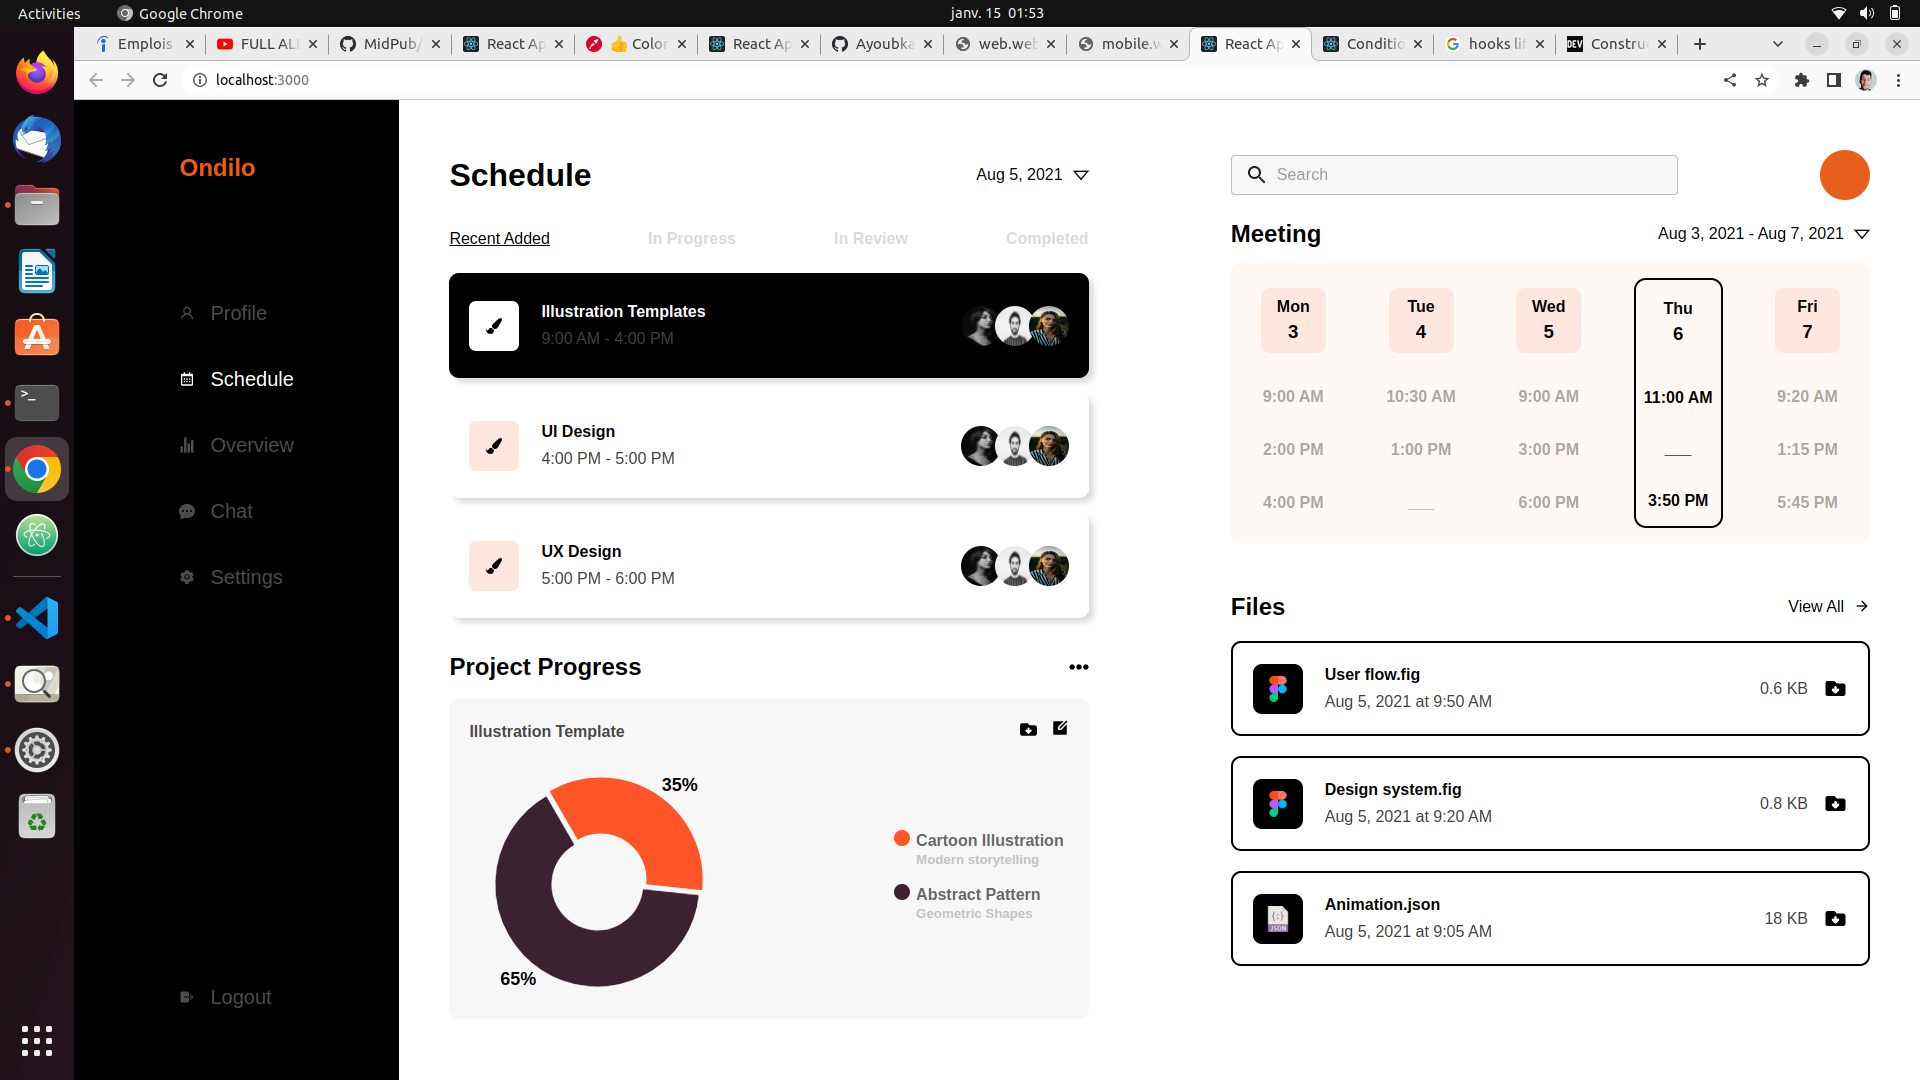 Activities
Google Chrome
janv. 15 01:53
Emplois
FULL ALB
MidPub/
React Ap
👍 Color
React Ap
Ayoubka
web.web
mobile.w
React Ap
Conditio
hooks lif
DEV
Construc
localhost:3000
Ondilo
Profile
Schedule
Overview
Chat
Settings
Logout
Schedule
Aug 5, 2021
Recent Added
In Progress
In Review
Completed
Illustration Templates
9:00 AM - 4:00 PM
UI Design
4:00 PM - 5:00 PM
UX Design
5:00 PM - 6:00 PM
Project Progress
Illustration Template
35%
65%
Cartoon Illustration
Modern storytelling
Abstract Pattern
Geometric Shapes
Search
Meeting
Aug 3, 2021 - Aug 7, 2021
Mon Tue Wed Thu Fri
3 4 5 6 7
9:00 AM 10:30 AM 9:00 AM 11:00 AM 9:20 AM
2:00 PM 1:00 PM 3:00 PM ___ 1:15 PM
4:00 PM ___ 6:00 PM 3:50 PM 5:45 PM
Files
View All
User flow.fig
Aug 5, 2021 at 9:50 AM
0.6 KB
Design system.fig
Aug 5, 2021 at 9:20 AM
0.8 KB
{;}
JSON
Animation.json
Aug 5, 2021 at 9:05 AM
18 KB